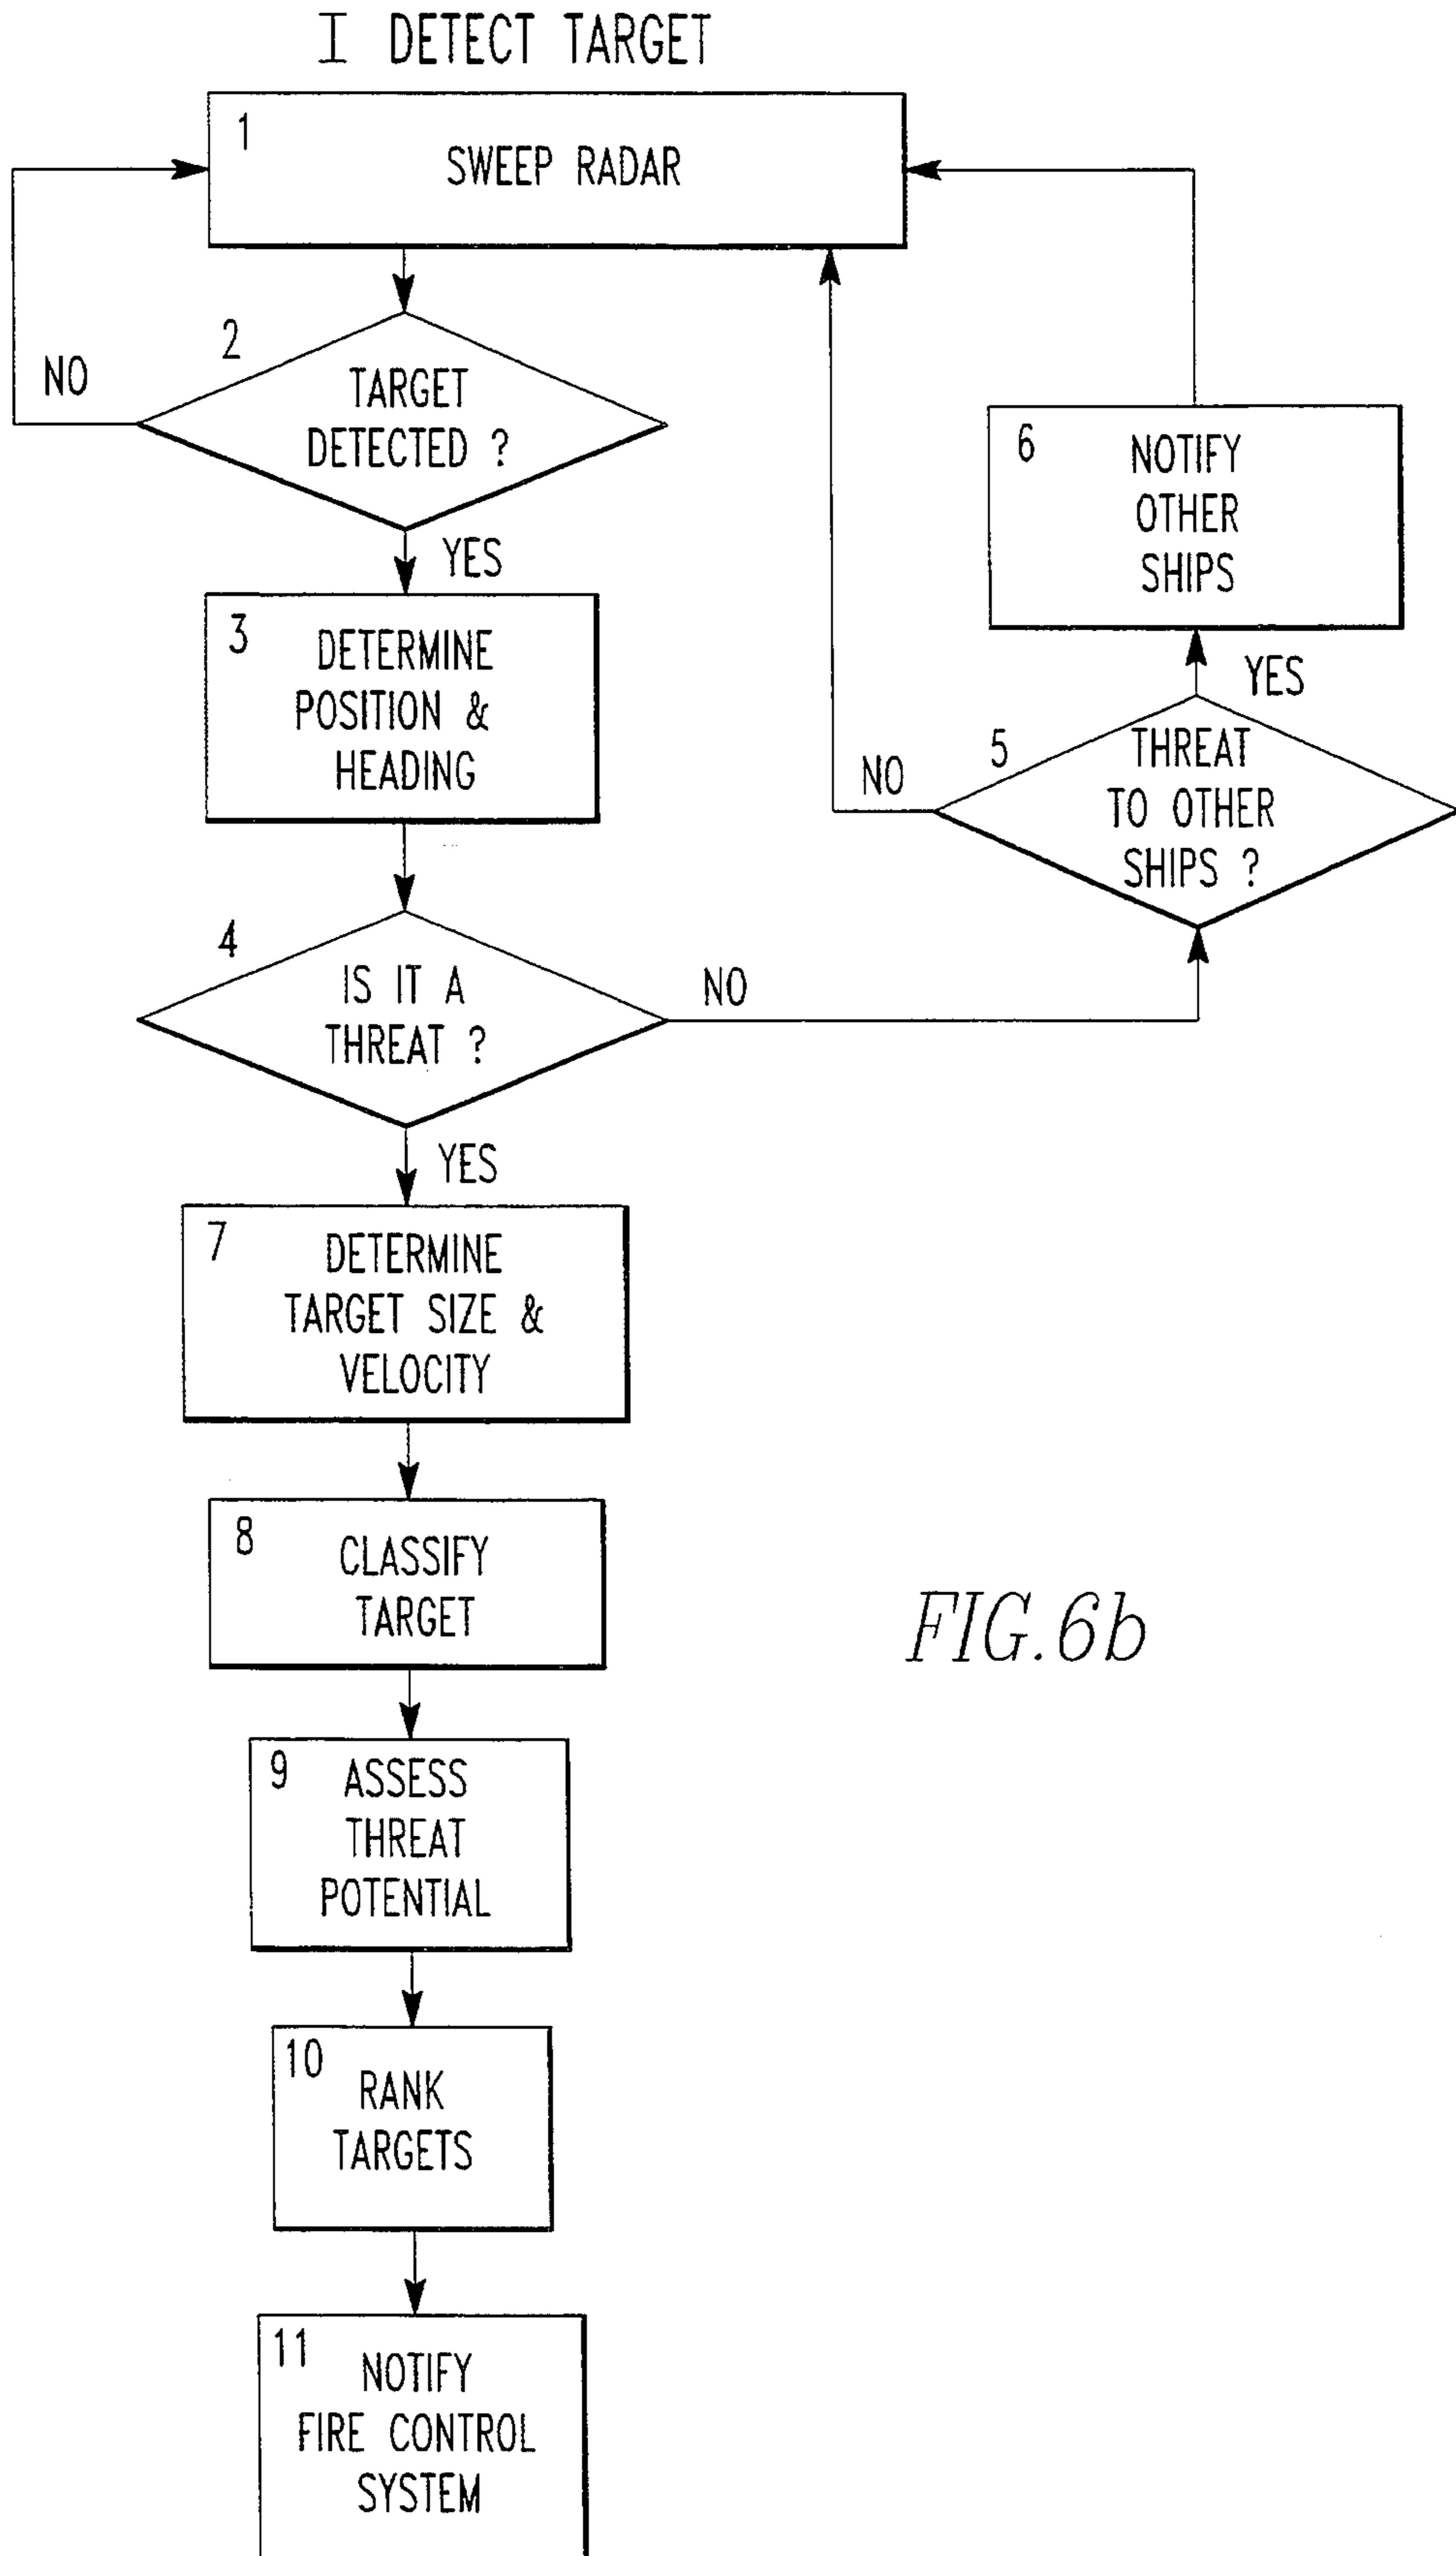 I DETECT TARGET
1
SWEEP RADAR
2
TARGET
DETECTED ?
NO
YES
3
DETERMINE
POSITION &
HEADING
4
IS IT A
THREAT ?
NO
YES
5
THREAT
TO OTHER
SHIPS ?
NO
YES
6
NOTIFY
OTHER
SHIPS
7
DETERMINE
TARGET SIZE &
VELOCITY
8
CLASSIFY
TARGET
9
ASSESS
THREAT
POTENTIAL
10
RANK
TARGETS
11
NOTIFY
FIRE CONTROL
SYSTEM
FIG.6b